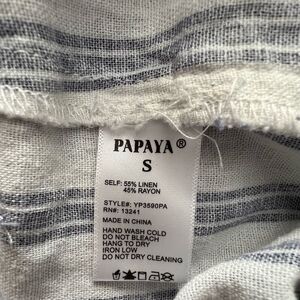 PAPAYA®
S
SELF: 55% LINEN
45% RAYON
STYLE#: YP3590PA
RN#: 13241
MADE IN CHINA
HAND WASH COLD
DO NOT BLEACH
HANG TO DRY
IRON LOW
DO NOT DRY CLEANING